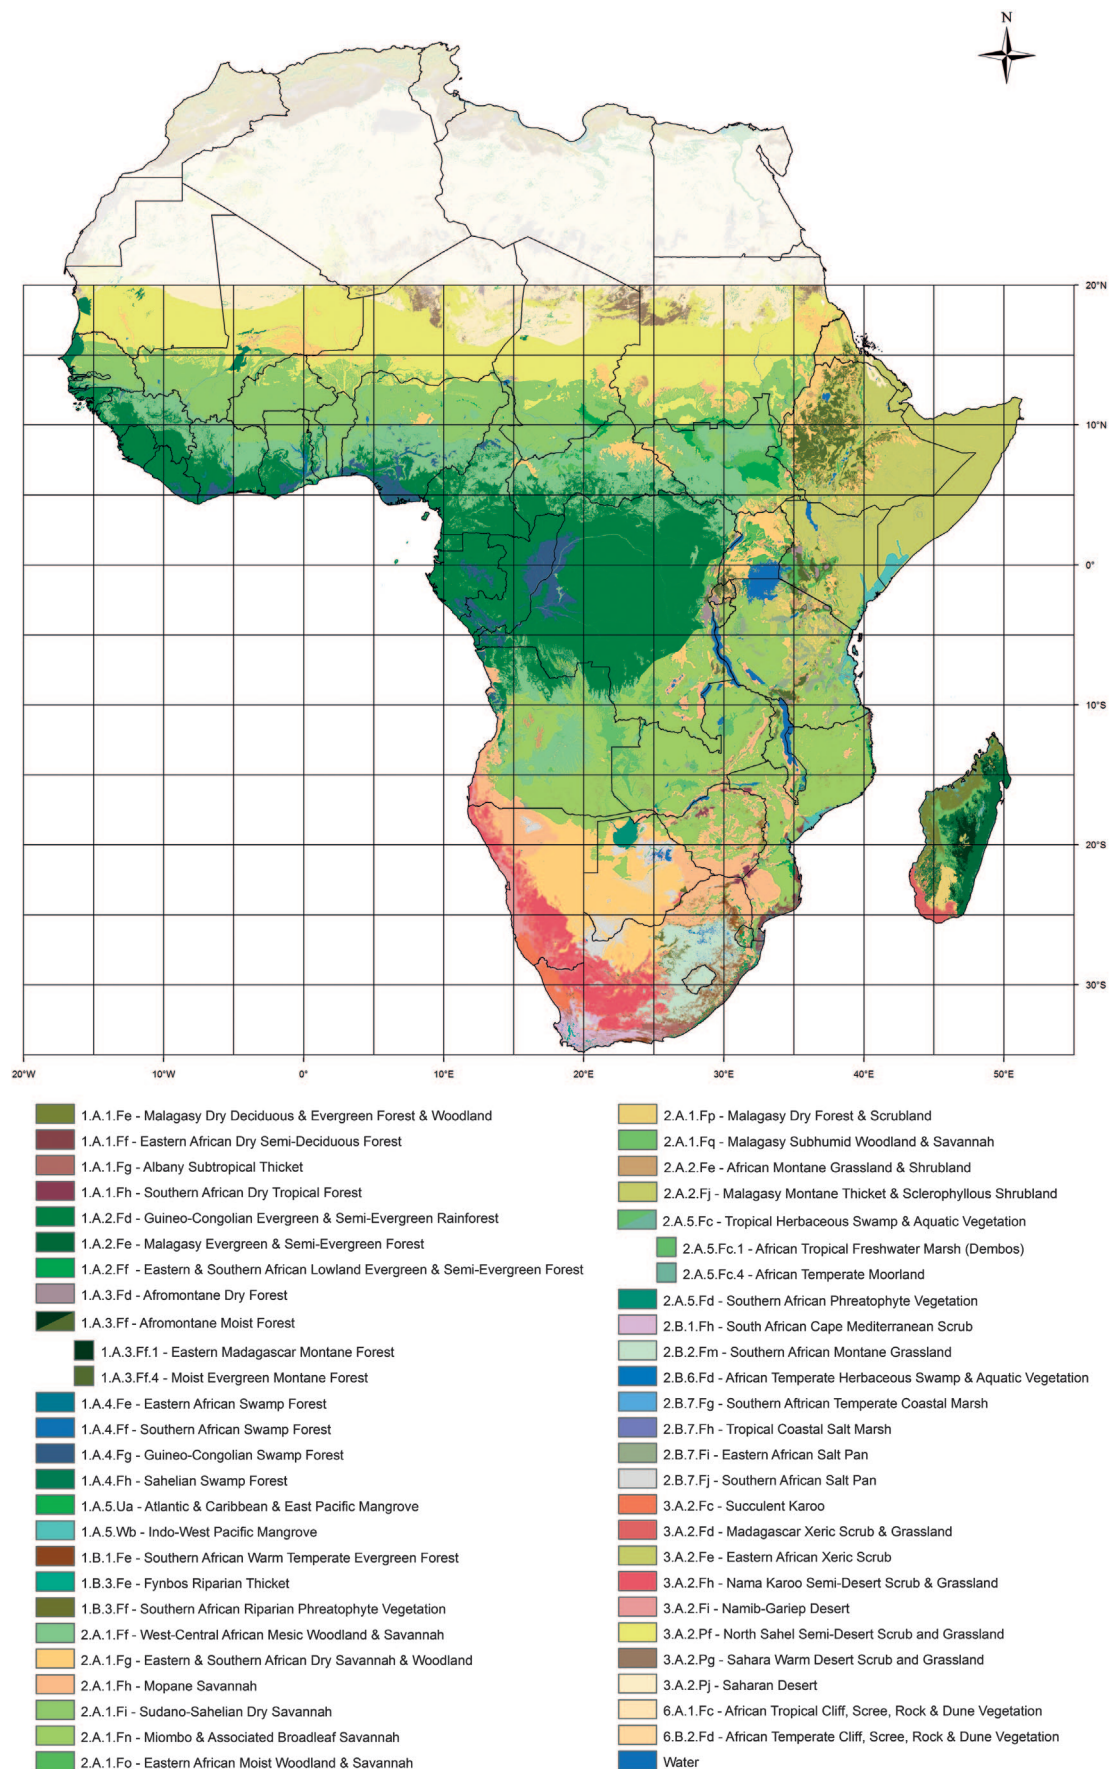 N
20°N
10°N
0°
10°S
20°S
30°S
20°W 10°W 0° 10°E 20°E 30°E 40°E 50°E
1.A.1.Fe - Malagasy Dry Deciduous & Evergreen Forest & Woodland
1.A.1.Ff - Eastern African Dry Semi-Deciduous Forest
1.A.1.Fg - Albany Subtropical Thicket
1.A.1.Fh - Southern African Dry Tropical Forest
1.A.2.Fd - Guineo-Congolian Evergreen & Semi-Evergreen Rainforest
1.A.2.Fe - Malagasy Evergreen & Semi-Evergreen Forest
1.A.2.Ff - Eastern & Southern African Lowland Evergreen & Semi-Evergreen Forest
1.A.3.Fd - Afromontane Dry Forest
1.A.3.Ff - Afromontane Moist Forest
1.A.3.Ff.1 - Eastern Madagascar Montane Forest
1.A.3.Ff.4 - Moist Evergreen Montane Forest
1.A.4.Fe - Eastern African Swamp Forest
1.A.4.Ff - Southern African Swamp Forest
1.A.4.Fg - Guineo-Congolian Swamp Forest
1.A.4.Fh - Sahelian Swamp Forest
1.A.5.Ua - Atlantic & Caribbean & East Pacific Mangrove
1.A.5.Wb - Indo-West Pacific Mangrove
1.B.1.Fe - Southern African Warm Temperate Evergreen Forest
1.B.3.Fe - Fynbos Riparian Thicket
1.B.3.Ff - Southern African Riparian Phreatophyte Vegetation
2.A.1.Ff - West-Central African Mesic Woodland & Savannah
2.A.1.Fg - Eastern & Southern African Dry Savannah & Woodland
2.A.1.Fh - Mopane Savannah
2.A.1.Fi - Sudano-Sahelian Dry Savannah
2.A.1.Fn - Miombo & Associated Broadleaf Savannah
2.A.1.Fo - Eastern African Moist Woodland & Savannah
2.A.1.Fp - Malagasy Dry Forest & Scrubland
2.A.1.Fq - Malagasy Subhumid Woodland & Savannah
2.A.2.Fe - African Montane Grassland & Shrubland
2.A.2.Fj - Malagasy Montane Thicket & Sclerophyllous Shrubland
2.A.5.Fc - Tropical Herbaceous Swamp & Aquatic Vegetation
2.A.5.Fc.1 - African Tropical Freshwater Marsh (Dembos)
2.A.5.Fc.4 - African Temperate Moorland
2.A.5.Fd - Southern African Phreatophyte Vegetation
2.B.1.Fh - South African Cape Mediterranean Scrub
2.B.2.Fm - Southern African Montane Grassland
2.B.6.Fd - African Temperate Herbaceous Swamp & Aquatic Vegetation
2.B.7.Fg - Southern African Temperate Coastal Marsh
2.B.7.Fh - Tropical Coastal Salt Marsh
2.B.7.Fi - Eastern African Salt Pan
2.B.7.Fj - Southern African Salt Pan
3.A.2.Fc - Succulent Karoo
3.A.2.Fd - Madagascar Xeric Scrub & Grassland
3.A.2.Fe - Eastern African Xeric Scrub
3.A.2.Fh - Nama Karoo Semi-Desert Scrub & Grassland
3.A.2.Fi - Namib-Gariep Desert
3.A.2.Pf - North Sahel Semi-Desert Scrub and Grassland
3.A.2.Pg - Sahara Warm Desert Scrub and Grassland
3.A.2.Pj - Saharan Desert
6.A.1.Fc - African Tropical Cliff, Scree, Rock & Dune Vegetation
6.B.2.Fd - African Temperate Cliff, Scree, Rock & Dune Vegetation
Water